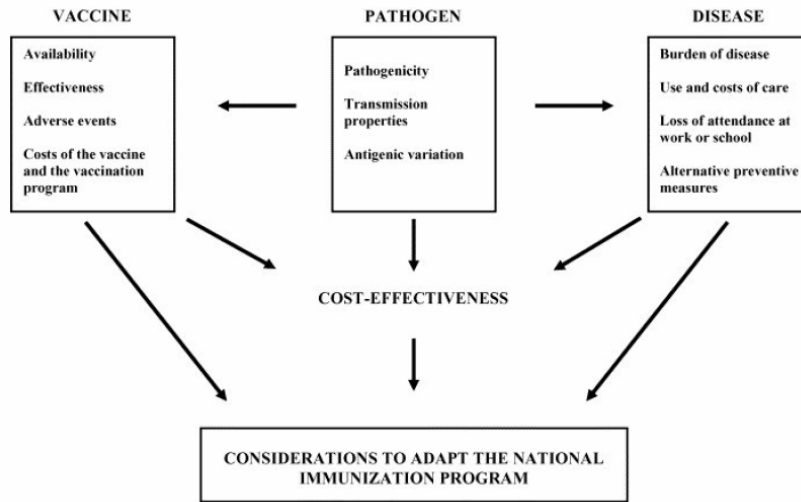 VACCINE
Availability
Effectiveness
Adverse events
Costs of the vaccine
and the vaccination
program
PATHOGEN
Pathogenicity
Transmission
properties
Antigenic variation
DISEASE
Burden of disease
Use and costs of care
Loss of attendance at
work or school
Alternative preventive
measures
COST-EFFECTIVENESS
CONSIDERATIONS TO ADAPT THE NATIONAL
IMMUNIZATION PROGRAM